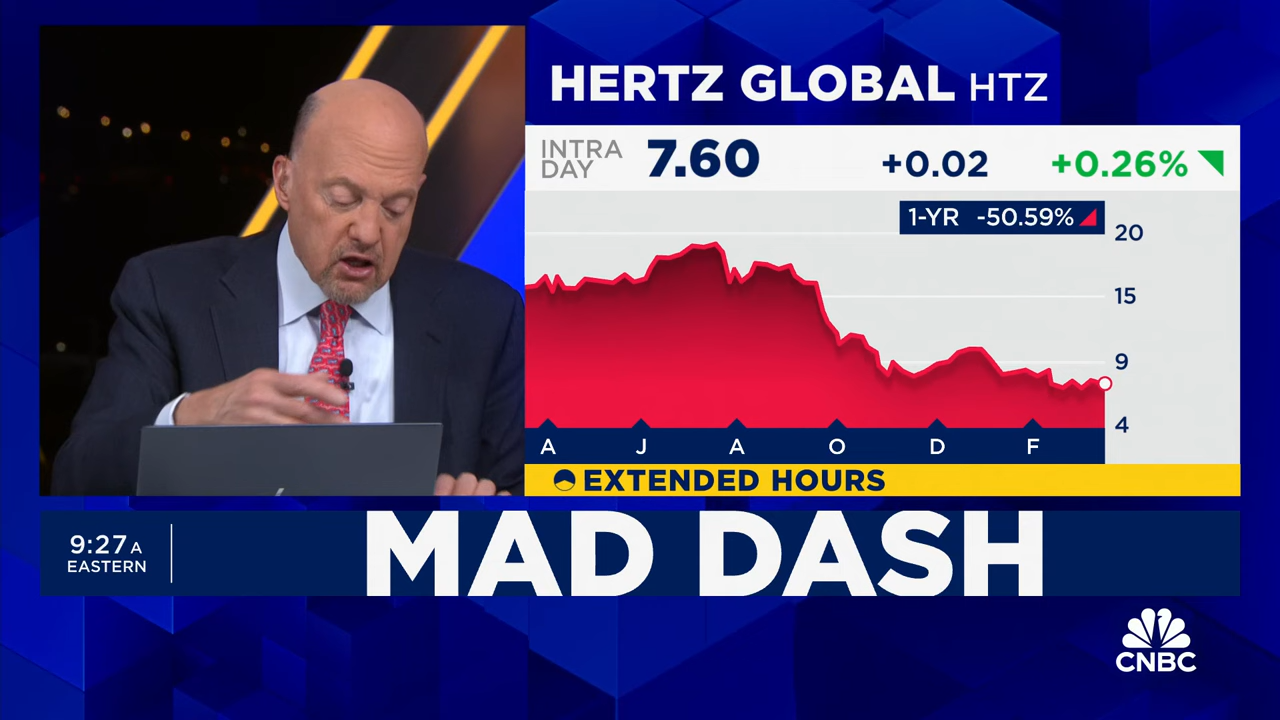 HERTZ GLOBAL HTZ
INTRA DAY 7.60 +0.02 +0.26%
1-YR -50.59%
20
15
9
4
A J A O D F
EXTENDED HOURS
9:27 A
EASTERN
MAD DASH
CNBC